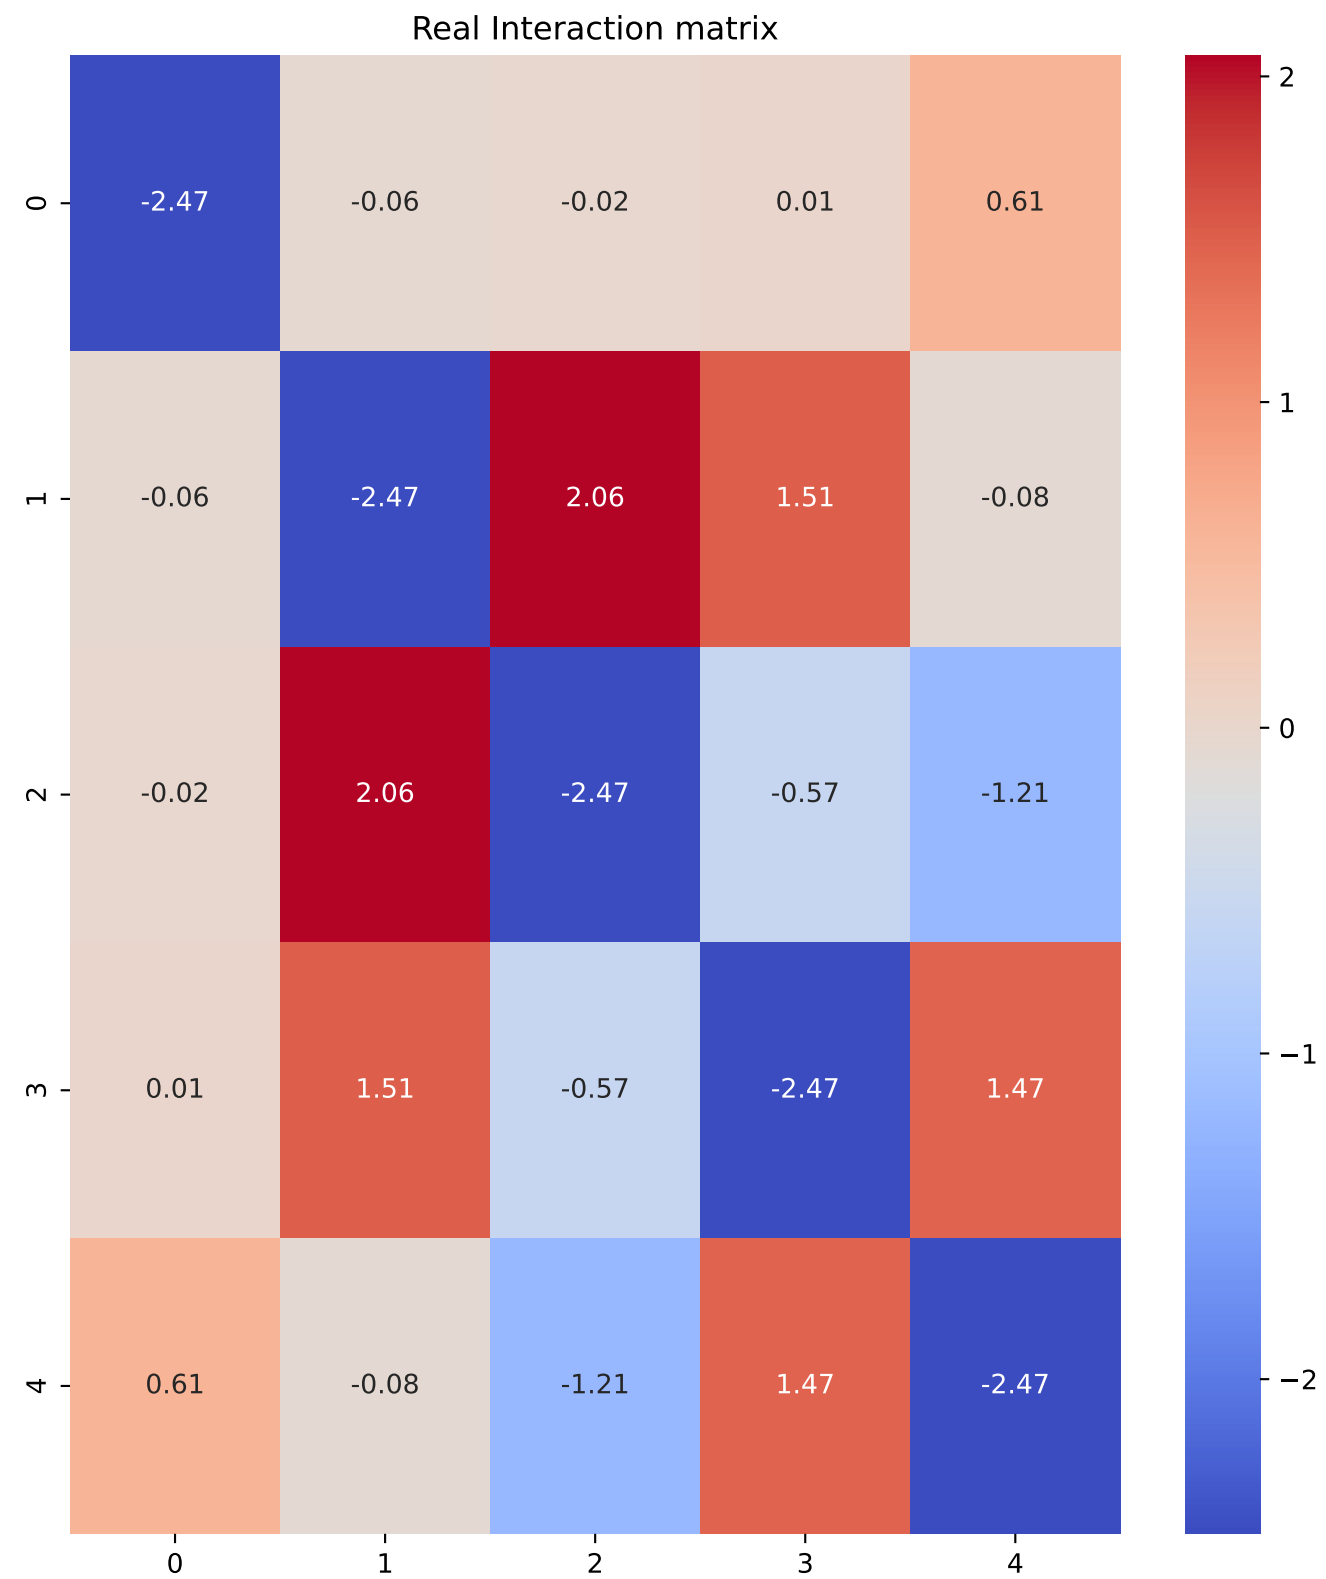 Real Interaction matrix
0 -2.47 -0.06 -0.02 0.01 0.61
1 -0.06 -2.47 2.06 1.51 -0.08
2 -0.02 2.06 -2.47 -0.57 -1.21
3 0.01 1.51 -0.57 -2.47 1.47
4 0.61 -0.08 -1.21 1.47 -2.47
0 1 2 3 4
2
1
0
−1
−2